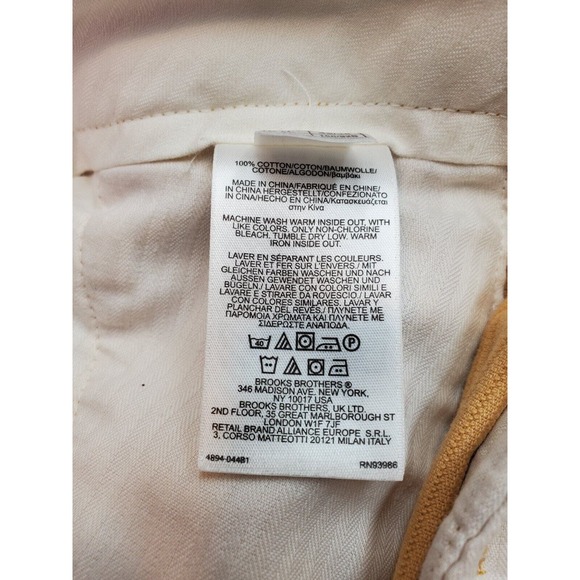 100% COTTON/COTON/BAUMWOLLE/
COTONE/ALGODON/βαμβάκι
MADE IN CHINA/FABRIQUÉ EN CHINE/
IN CHINA HERGESTELLT/CONFEZIONATO
IN CINA/HECHO EN CHINA/Κατασκευάζεται
στην Κίνα
MACHINE WASH WARM INSIDE OUT, WITH
LIKE COLORS. ONLY NON-CHLORINE
BLEACH. TUMBLE DRY LOW. WARM
IRON INSIDE OUT.
LAVER EN SÉPARANT LES COULEURS.
LAVER ET FER SUR L'ENVERS./ MIT
GLEICHEN FARBEN WASCHEN UND NACH
AUSSEN GEWENDET WASCHEN UND
BÜGELN./ LAVARE CON COLORI SIMILI E
LAVARE E STIRARE DA ROVESCIO./ LAVAR
CON COLORES SIMILARES. LAVAR Y
PLANCHAR DEL REVÉS./ ΠΛΥΝΕΤΕ ΜΕ
ΠΑΡΟΜΟΙΑ ΧΡΩΜΑΤΑ ΚΑΙ ΠΛΥΝΕΤΕ ΜΕ
ΣΙΔΕΡΩΣΤΕ ΑΝΑΠΟΔΑ.
40 P
BROOKS BROTHERS ®
346 MADISON AVE. NEW YORK,
NY 10017 USA
BROOKS BROTHERS, UK LTD.
2ND FLOOR, 35 GREAT MARLBOROUGH ST
LONDON W1F 7JF
RETAIL BRAND ALLIANCE EUROPE S.R.L.
3, CORSO MATTEOTTI 20121 MILAN ITALY
4894 044B1 RN93986